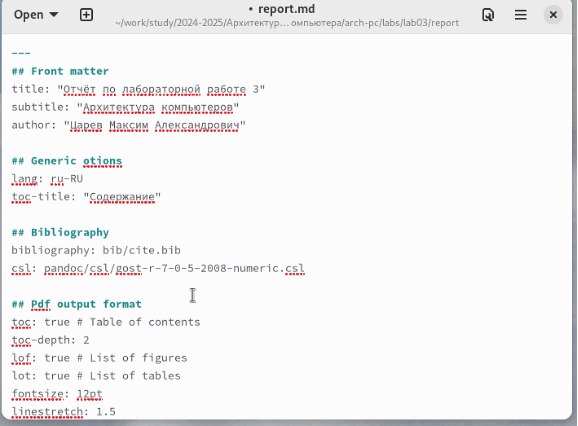 Open
• report.md
~/work/study/2024-2025/Архитектур…омпьютера/arch-pc/labs/lab03/report
---
## Front matter
title: "Отчёт по лабораторной работе 3"
subtitle: "Архитектура компьютеров"
author: "Царев Максим Александрович"
## Generic otions
lang: ru-RU
toc-title: "Содержание"
## Bibliography
bibliography: bib/cite.bib
csl: pandoc/csl/gost-r-7-0-5-2008-numeric.csl
## Pdf output format
toc: true # Table of contents
toc-depth: 2
lof: true # List of figures
lot: true # List of tables
fontsize: 12pt
linestretch: 1.5